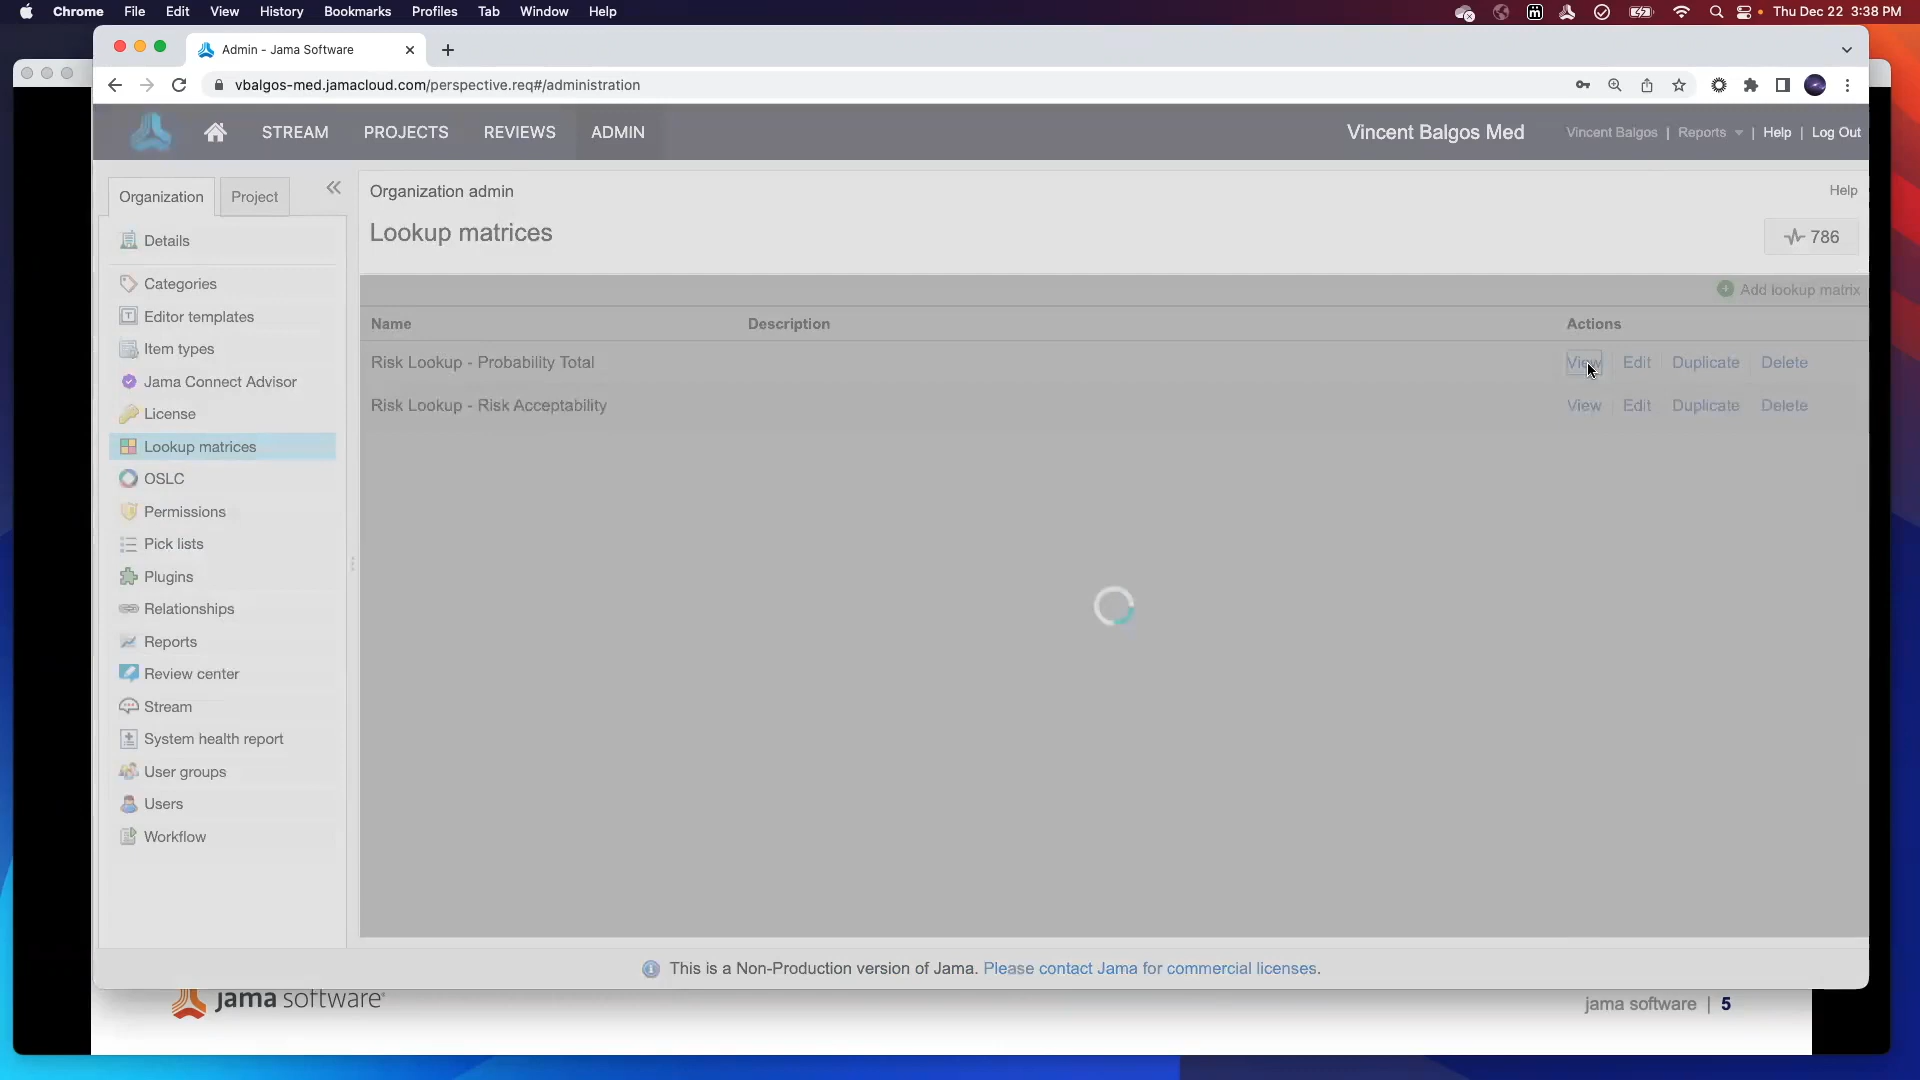 Chrome File Edit View History Bookmarks Profiles Tab Window Help
Thu Dec 22 3:38 PM
Admin - Jama Software
vbalgos-med.jamacloud.com/perspective.req#/administration
STREAM PROJECTS REVIEWS ADMIN
Vincent Balgos Med
Vincent Balgos | Reports | Help | Log Out
Organization Project
Details
Categories
Editor templates
Item types
Jama Connect Advisor
License
Lookup matrices
OSLC
Permissions
Pick lists
Plugins
Relationships
Reports
Review center
Stream
System health report
User groups
Users
Workflow
Organization admin
Help
Lookup matrices
786
Add lookup matrix
Name Description Actions
Risk Lookup - Probability Total View Edit Duplicate Delete
Risk Lookup - Risk Acceptability View Edit Duplicate Delete
This is a Non-Production version of Jama. Please contact Jama for commercial licenses.
jama software
jama software | 5